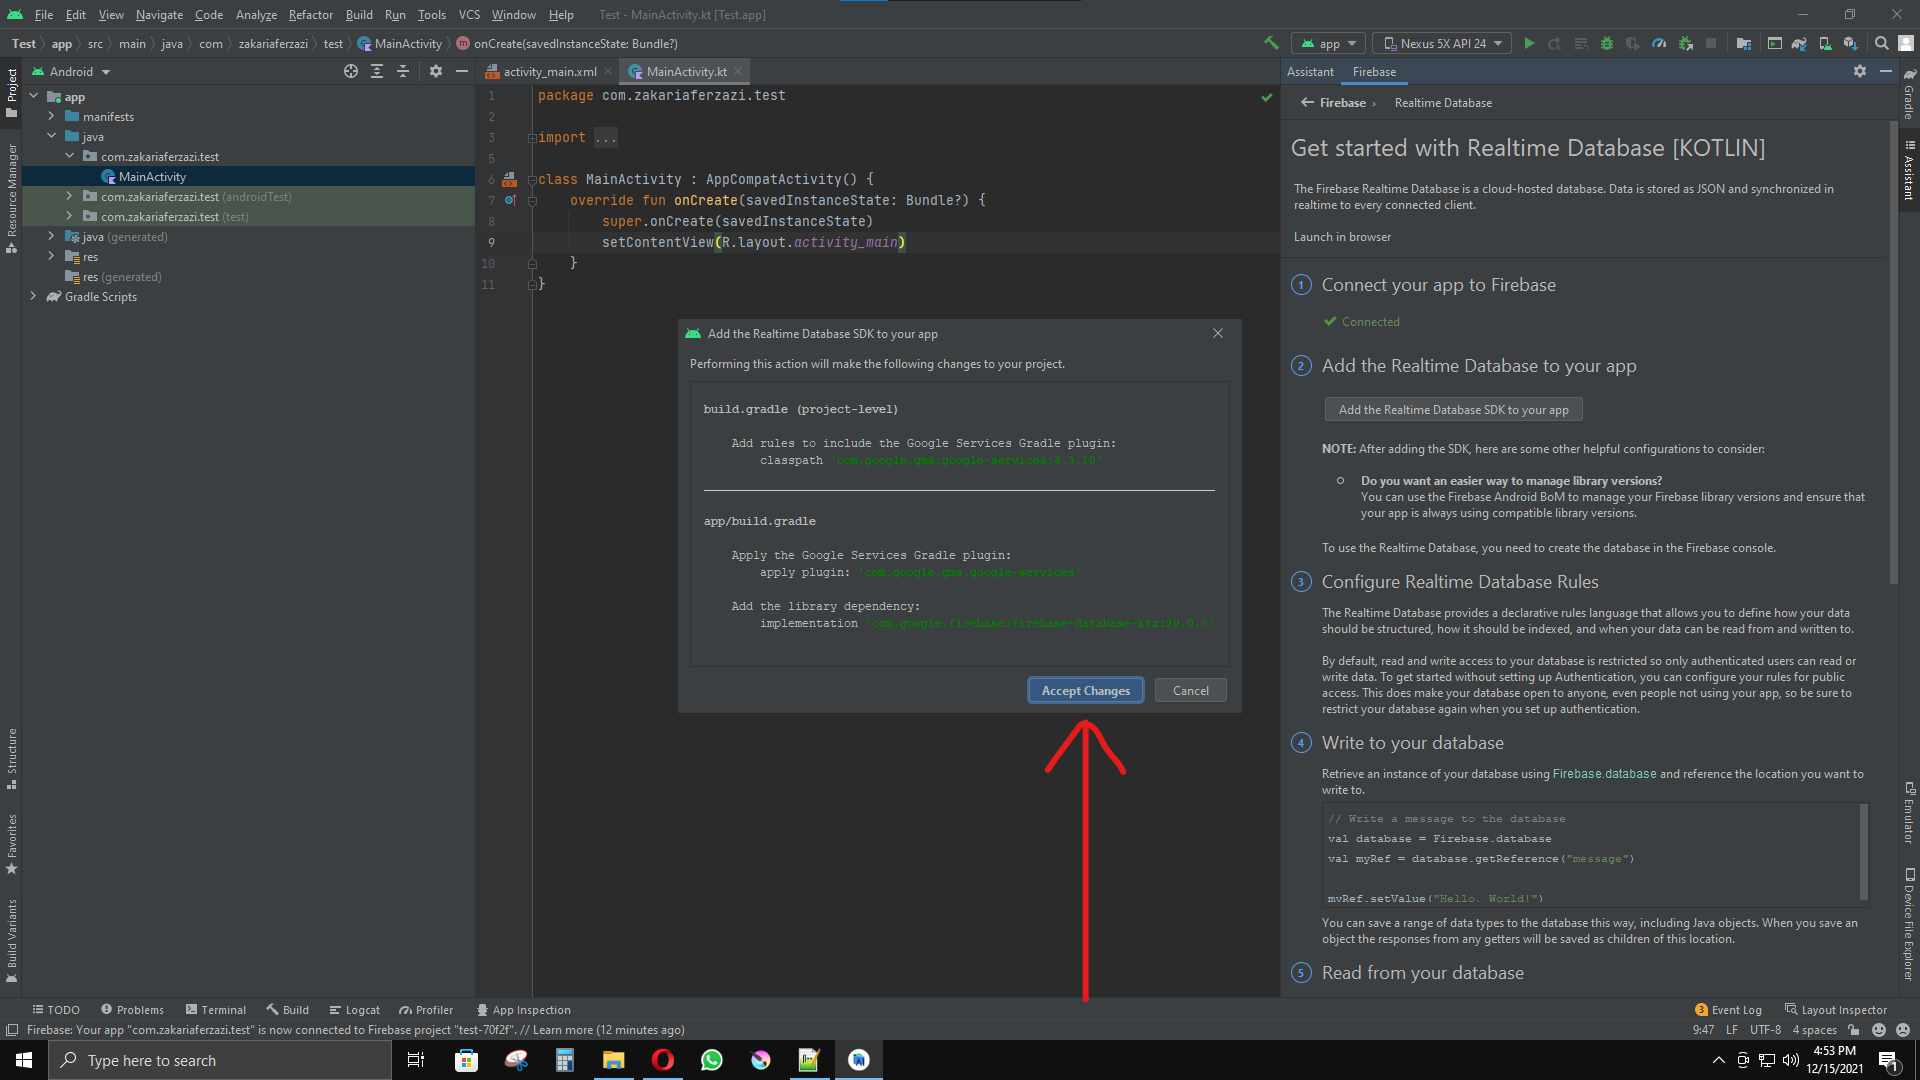 File Edit View Navigate Code Analyze Refactor Build Run Tools VCS Window Help Test - MainActivity.kt [Test.app]
Test app src main java com zakariaferzazi test MainActivity onCreate(savedInstanceState: Bundle?) app Nexus 5X API 24
Android
activity_main.xml MainActivity.kt
Assistant Firebase
Project
Resource Manager
Structure
Favorites
Build Variants
app
manifests
java
com.zakariaferzazi.test
MainActivity
com.zakariaferzazi.test (androidTest)
com.zakariaferzazi.test (test)
java (generated)
res
res (generated)
Gradle Scripts
1 package com.zakariaferzazi.test
2
3 import ...
5
6 class MainActivity : AppCompatActivity() {
7 override fun onCreate(savedInstanceState: Bundle?) {
8 super.onCreate(savedInstanceState)
9 setContentView(R.layout.activity_main)
10 }
11 }
Add the Realtime Database SDK to your app
Performing this action will make the following changes to your project.
build.gradle (project-level)
Add rules to include the Google Services Gradle plugin:
classpath 'com.google.gms:google-services:4.3.10'
app/build.gradle
Apply the Google Services Gradle plugin:
apply plugin: 'com.google.gms.google-services'
Add the library dependency:
implementation 'com.google.firebase:firebase-database-ktx:20.0.3'
Accept Changes Cancel
Firebase › Realtime Database
Get started with Realtime Database [KOTLIN]
The Firebase Realtime Database is a cloud-hosted database. Data is stored as JSON and synchronized in
realtime to every connected client.
Launch in browser
1 Connect your app to Firebase
Connected
2 Add the Realtime Database to your app
Add the Realtime Database SDK to your app
NOTE: After adding the SDK, here are some other helpful configurations to consider:
Do you want an easier way to manage library versions?
You can use the Firebase Android BoM to manage your Firebase library versions and ensure that
your app is always using compatible library versions.
To use the Realtime Database, you need to create the database in the Firebase console.
3 Configure Realtime Database Rules
The Realtime Database provides a declarative rules language that allows you to define how your data
should be structured, how it should be indexed, and when your data can be read from and written to.
By default, read and write access to your database is restricted so only authenticated users can read or
write data. To get started without setting up Authentication, you can configure your rules for public
access. This does make your database open to anyone, even people not using your app, so be sure to
restrict your database again when you set up authentication.
4 Write to your database
Retrieve an instance of your database using Firebase.database and reference the location you want to
write to.
// Write a message to the database
val database = Firebase.database
val myRef = database.getReference("message")
myRef.setValue("Hello, World!")
You can save a range of data types to the database this way, including Java objects. When you save an
object the responses from any getters will be saved as children of this location.
5 Read from your database
Gradle
Assistant
Emulator
Device File Explorer
TODO Problems Terminal Build Logcat Profiler App Inspection 3 Event Log Layout Inspector
Firebase: Your app "com.zakariaferzazi.test" is now connected to Firebase project "test-70f2f". // Learn more (12 minutes ago) 9:47 LF UTF-8 4 spaces
Type here to search
4:53 PM
12/15/2021
1